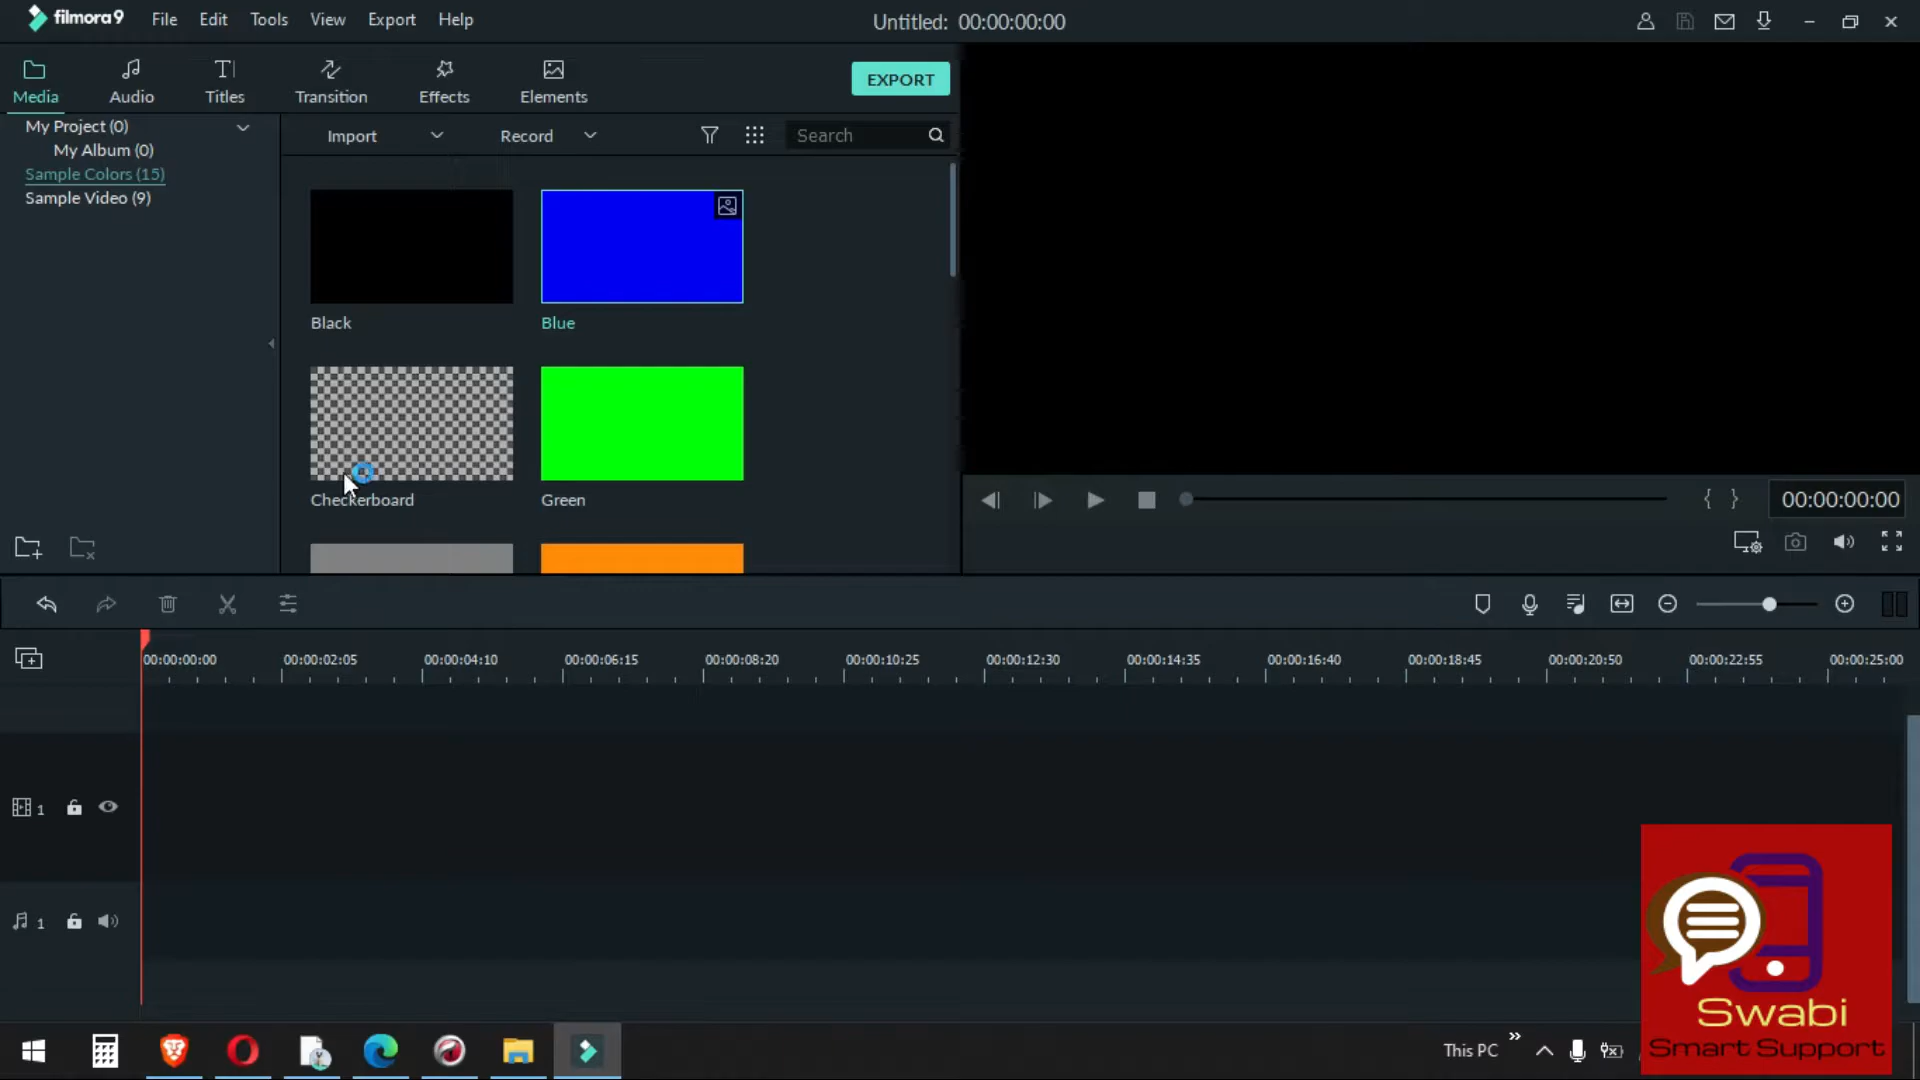 filmora9 File Edit Tools View Export Help Untitled: 00:00:00:00
Media Audio Titles Transition Effects Elements EXPORT
My Project (0) Import Record Search
My Album (0)
Sample Colors (15)
Sample Video (9)
Black Blue
Checkerboard Green
{ } 00:00:00:00
00:00:00:00 00:00:02:05 00:00:04:10 00:00:06:15 00:00:08:20 00:00:10:25 00:00:12:30 00:00:14:35 00:00:16:40 00:00:18:45 00:00:20:50 00:00:22:55 00:00:25:00
1
1
Swabi
Smart Support
This PC